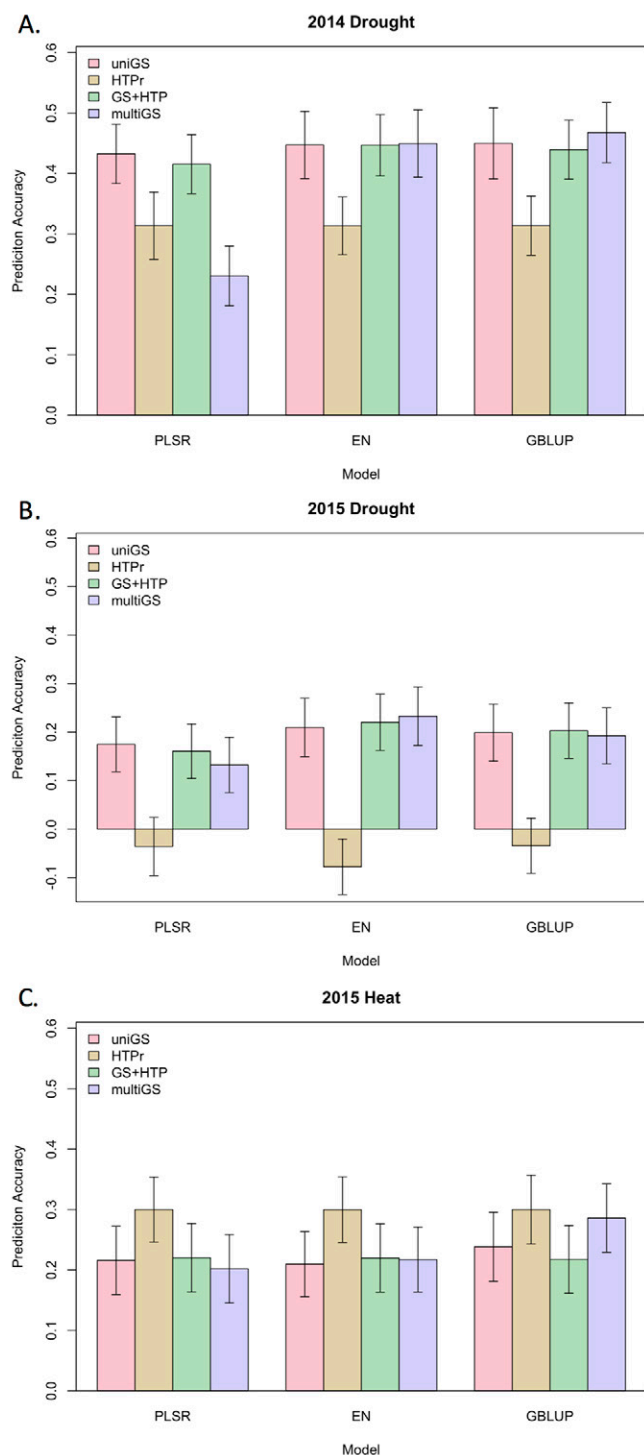 A.
2014 Drought
0.6
0.5
0.4
0.3
0.2
0.1
0.0
Prediciton Accuracy
uniGS
HTPr
GS+HTP
multiGS
PLSR EN GBLUP
Model
B.
2015 Drought
0.6
0.5
0.4
0.3
0.2
0.1
0.0
-0.1
Prediciton Accuracy
uniGS
HTPr
GS+HTP
multiGS
PLSR EN GBLUP
Model
C.
2015 Heat
0.6
0.5
0.4
0.3
0.2
0.1
0.0
Prediciton Accuracy
uniGS
HTPr
GS+HTP
multiGS
PLSR EN GBLUP
Model